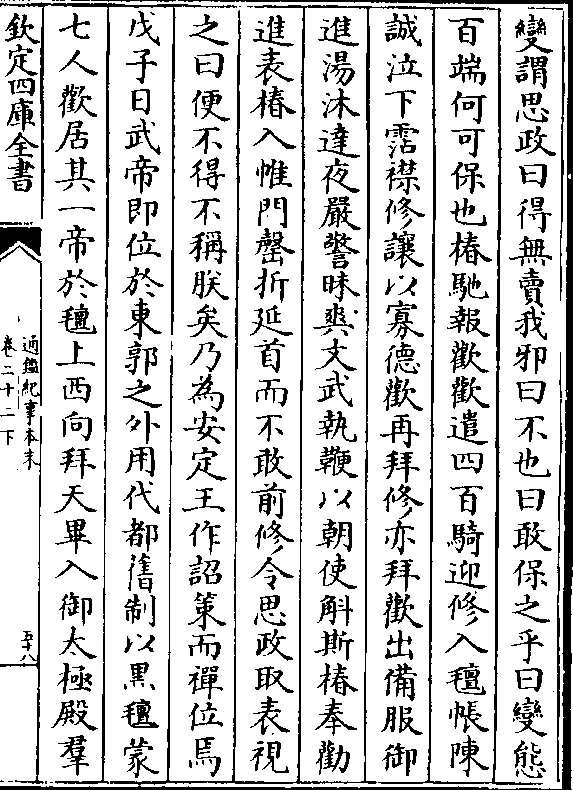 變謂思政曰得無賣我邪曰不也曰敢保之乎曰變態
百端何可保也椿馳報歡歡遣四百騎迎修入氊帳陳
誠泣下霑襟修讓以寡德歡再拜修亦拜歡出備服御
進湯沐達夜嚴警昧爽文武執鞭以朝使斛斯椿奉勸
進表椿入帷門罄折延首而不敢前修令思政取表視
之曰便不得不稱朕矣乃為安定王作詔策而禪位焉
戊子日武帝即位於東郭之外用代都舊制以黑氊蒙
七人歡居其一帝於氊上西向拜天畢入御太極殿羣
欽定四庫全書
通鑑紀事本末
卷二十二下
五十八